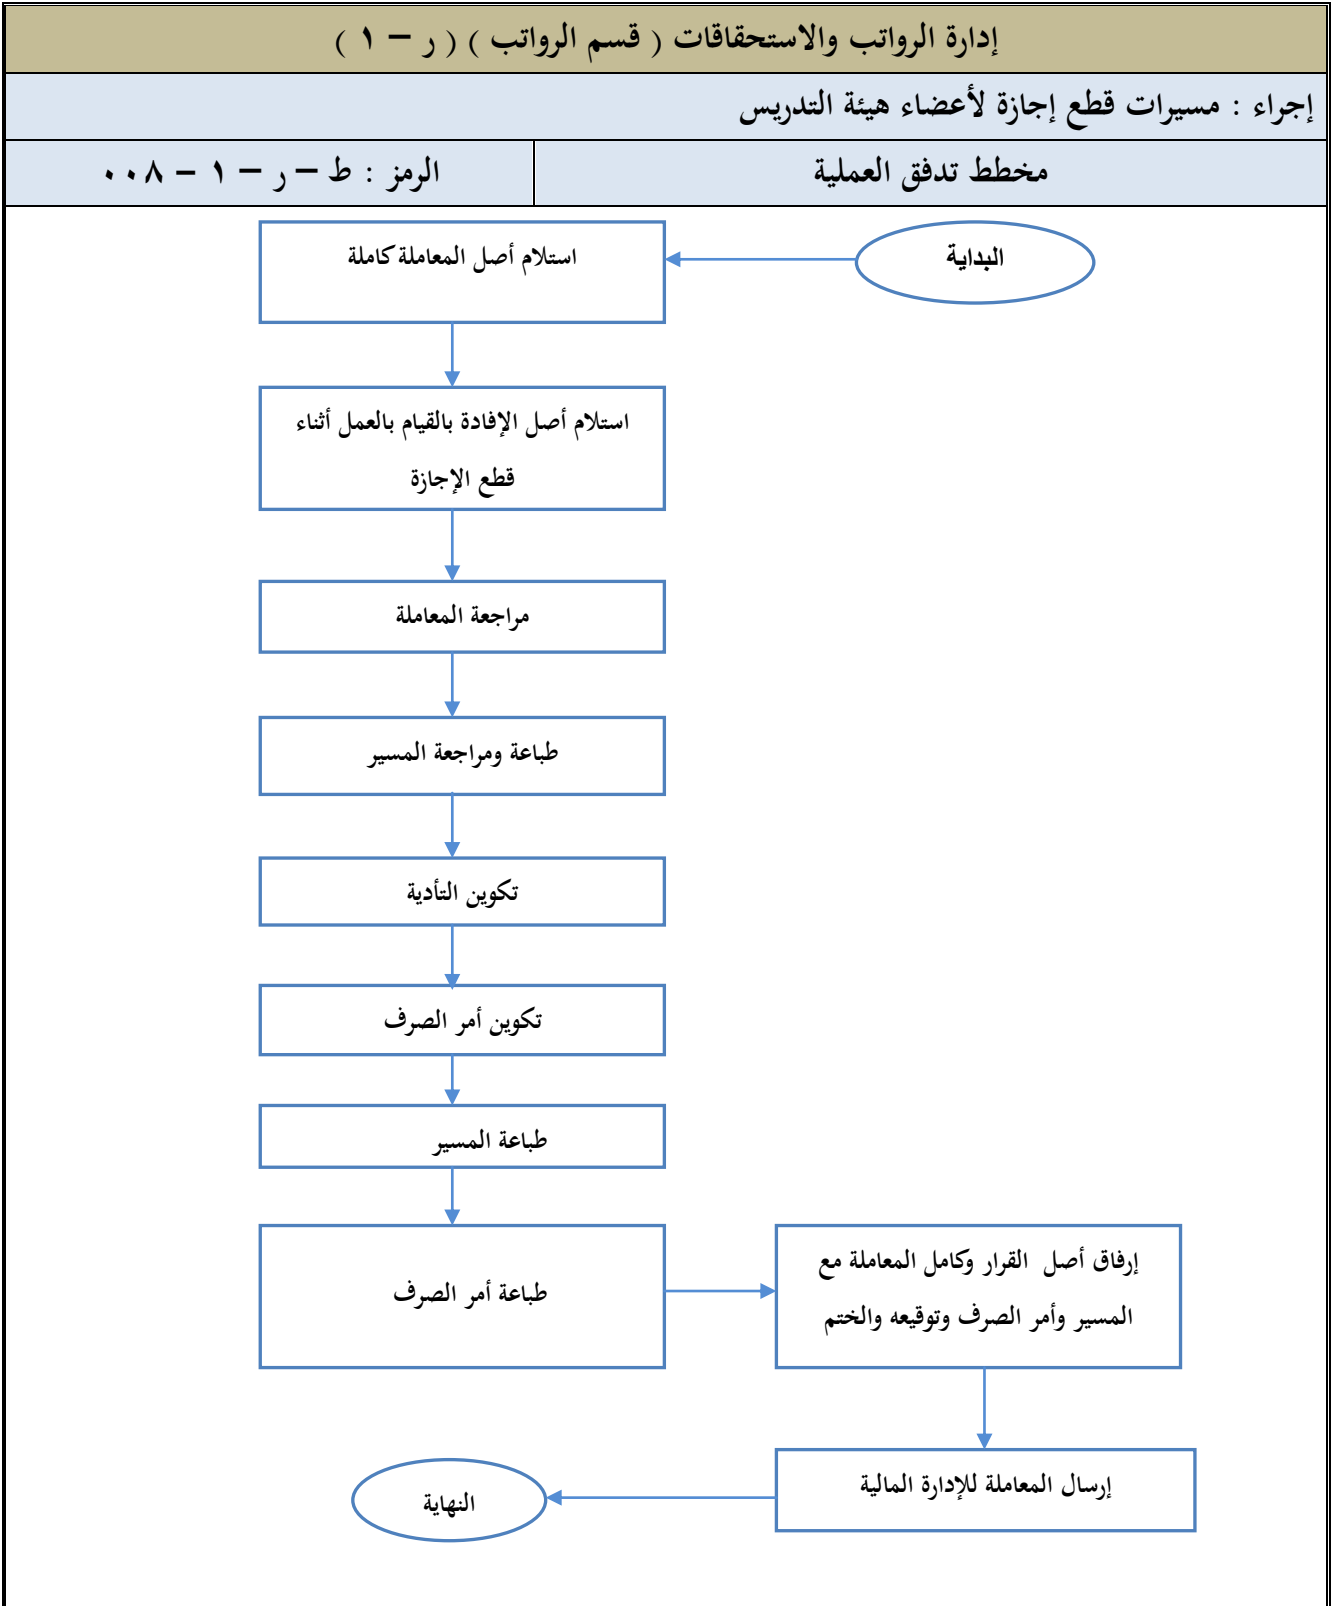 إدارة الرواتب والاستحقاقات ( قسم الرواتب ) ( ر – ١ )
إجراء : مسيرات قطع إجازة لأعضاء هيئة التدريس
مخطط تدفق العملية
الرمز : ط – ر – ١ – ٠٠٨
البداية
استلام أصل المعاملة كاملة
استلام أصل الإفادة بالقيام بالعمل أثناء
قطع الإجازة
مراجعة المعاملة
طباعة ومراجعة المسير
تكوين التأدية
تكوين أمر الصرف
طباعة المسير
طباعة أمر الصرف
إرفاق أصل القرار وكامل المعاملة مع
المسير وأمر الصرف وتوقيعه والختم
إرسال المعاملة للإدارة المالية
النهاية